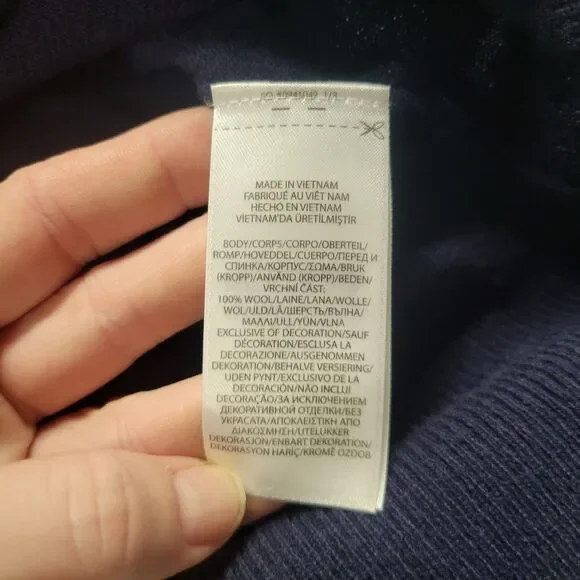 1/8
MADE IN VIETNAM
FABRIQUÉ AU VIÊT NAM
HECHO EN VIETNAM
VİETNAM'DA ÜRETİLMİŞTİR
BODY/CORPS/CORPO/OBERTEIL/
ROMP/HOVEDDEL/CUERPO/ПЕРЕД И
СПИНКА/КОРПУС/ΣΩΜΑ/BRUK
(KROPP)/ANVÄND (KROPP)/BEDEN/
VRCHNÍ ČÁST:
100% WOOL/LAINE/LANA/WOLLE/
WOL/ULD/LÃ/ШЕРСТЬ/ВЪЛНА/
ΜΑΛΛΙ/ULL/YÜN/VLNA
EXCLUSIVE OF DECORATION/SAUF
DÉCORATION/ESCLUSA LA
DECORAZIONE/AUSGENOMMEN
DEKORATION/BEHALVE VERSIERING/
UDEN PYNT/EXCLUSIVO DE LA
DECORACIÓN/NÃO INCLUI
DECORAÇÃO/ЗА ИСКЛЮЧЕНИЕМ
ДЕКОРАТИВНОЙ ОТДЕЛКИ/БЕЗ
УКРАСАТА/ΑΠΟΚΛΕΙΣΤΙΚΗ ΑΠΟ
ΔΙΑΚΟΣΜΗΣΗ/UTELUKKER
DEKORASJON/ENBART DEKORATION/
DEKORASYON HARİÇ/KROMĚ OZDOB